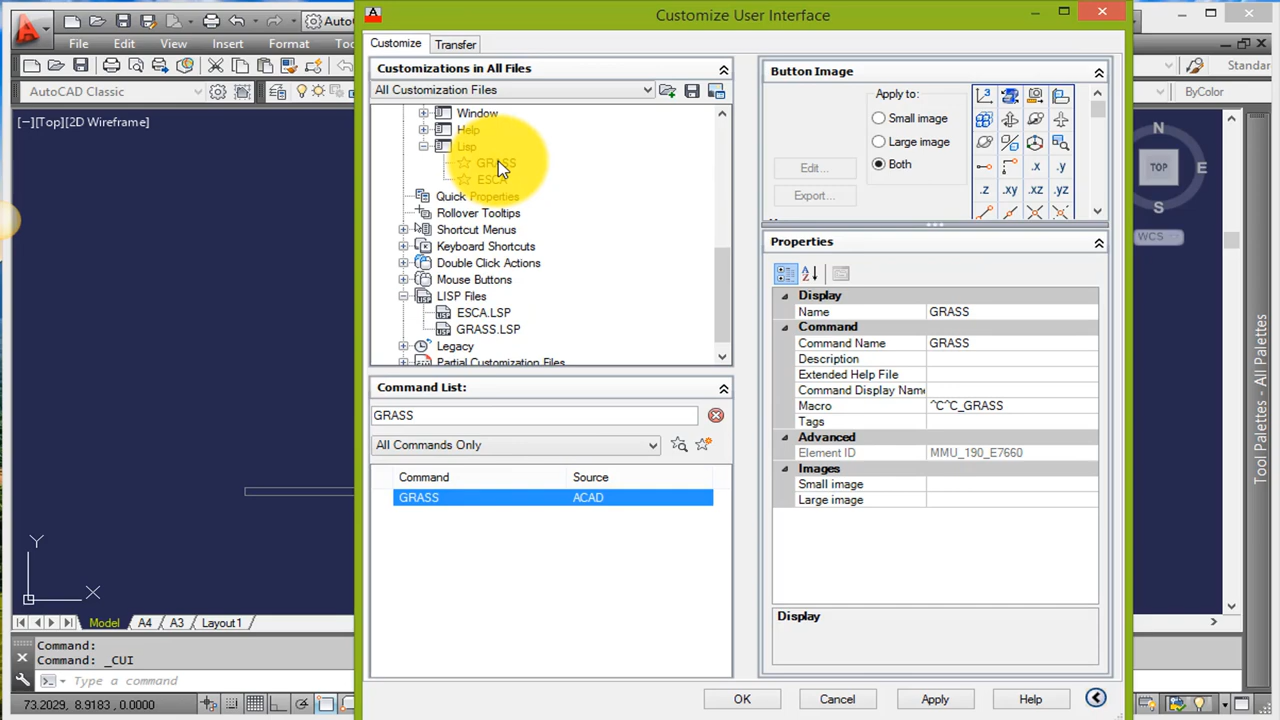 Customize User Interface
AutoCAD
File Edit View Insert Format
Standar
AutoCAD Classic
ByColor
[−][Top][2D Wireframe]
Customize Transfer
Customizations in All Files
All Customization Files
Window
Help
Lisp
GRASS
ESCA
Quick Properties
Rollover Tooltips
Shortcut Menus
Keyboard Shortcuts
Double Click Actions
Mouse Buttons
LISP Files
ESCA.LSP
GRASS.LSP
Legacy
Partial Customization Files
Command List:
GRASS
All Commands Only
Command Source
GRASS ACAD
Button Image
Apply to:
Small image
Large image
Both
Edit...
Export...
.x
.y
.z .xy .xz .yz
Properties
Display
Name GRASS
Command
Command Name GRASS
Description
Extended Help File
Command Display Name
Macro ^C^C_GRASS
Tags
Advanced
Element ID MMU_190_E7660
Images
Small image
Large image
Display
OK Cancel Apply Help
N
TOP E
S
WCS
Tool Palettes - All Palettes
Y
X
Model A4 A3 Layout1
Command:
Command: _CUI
Type a command
73.2029, 8.9183 , 0.0000